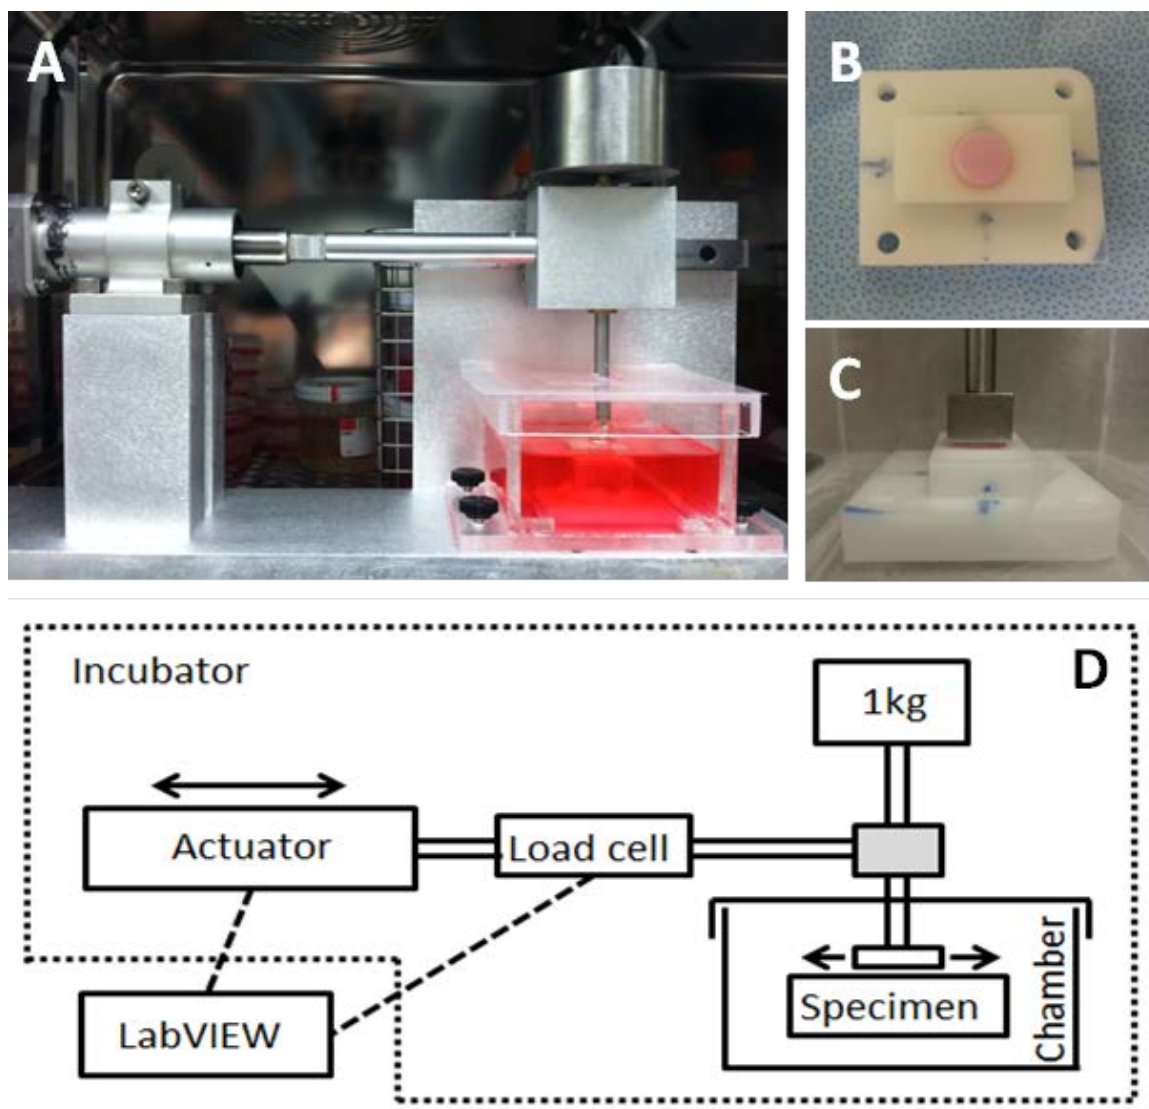 A
B
C
D
Incubator
1kg
Actuator
Load cell
Specimen
Chamber
LabVIEW